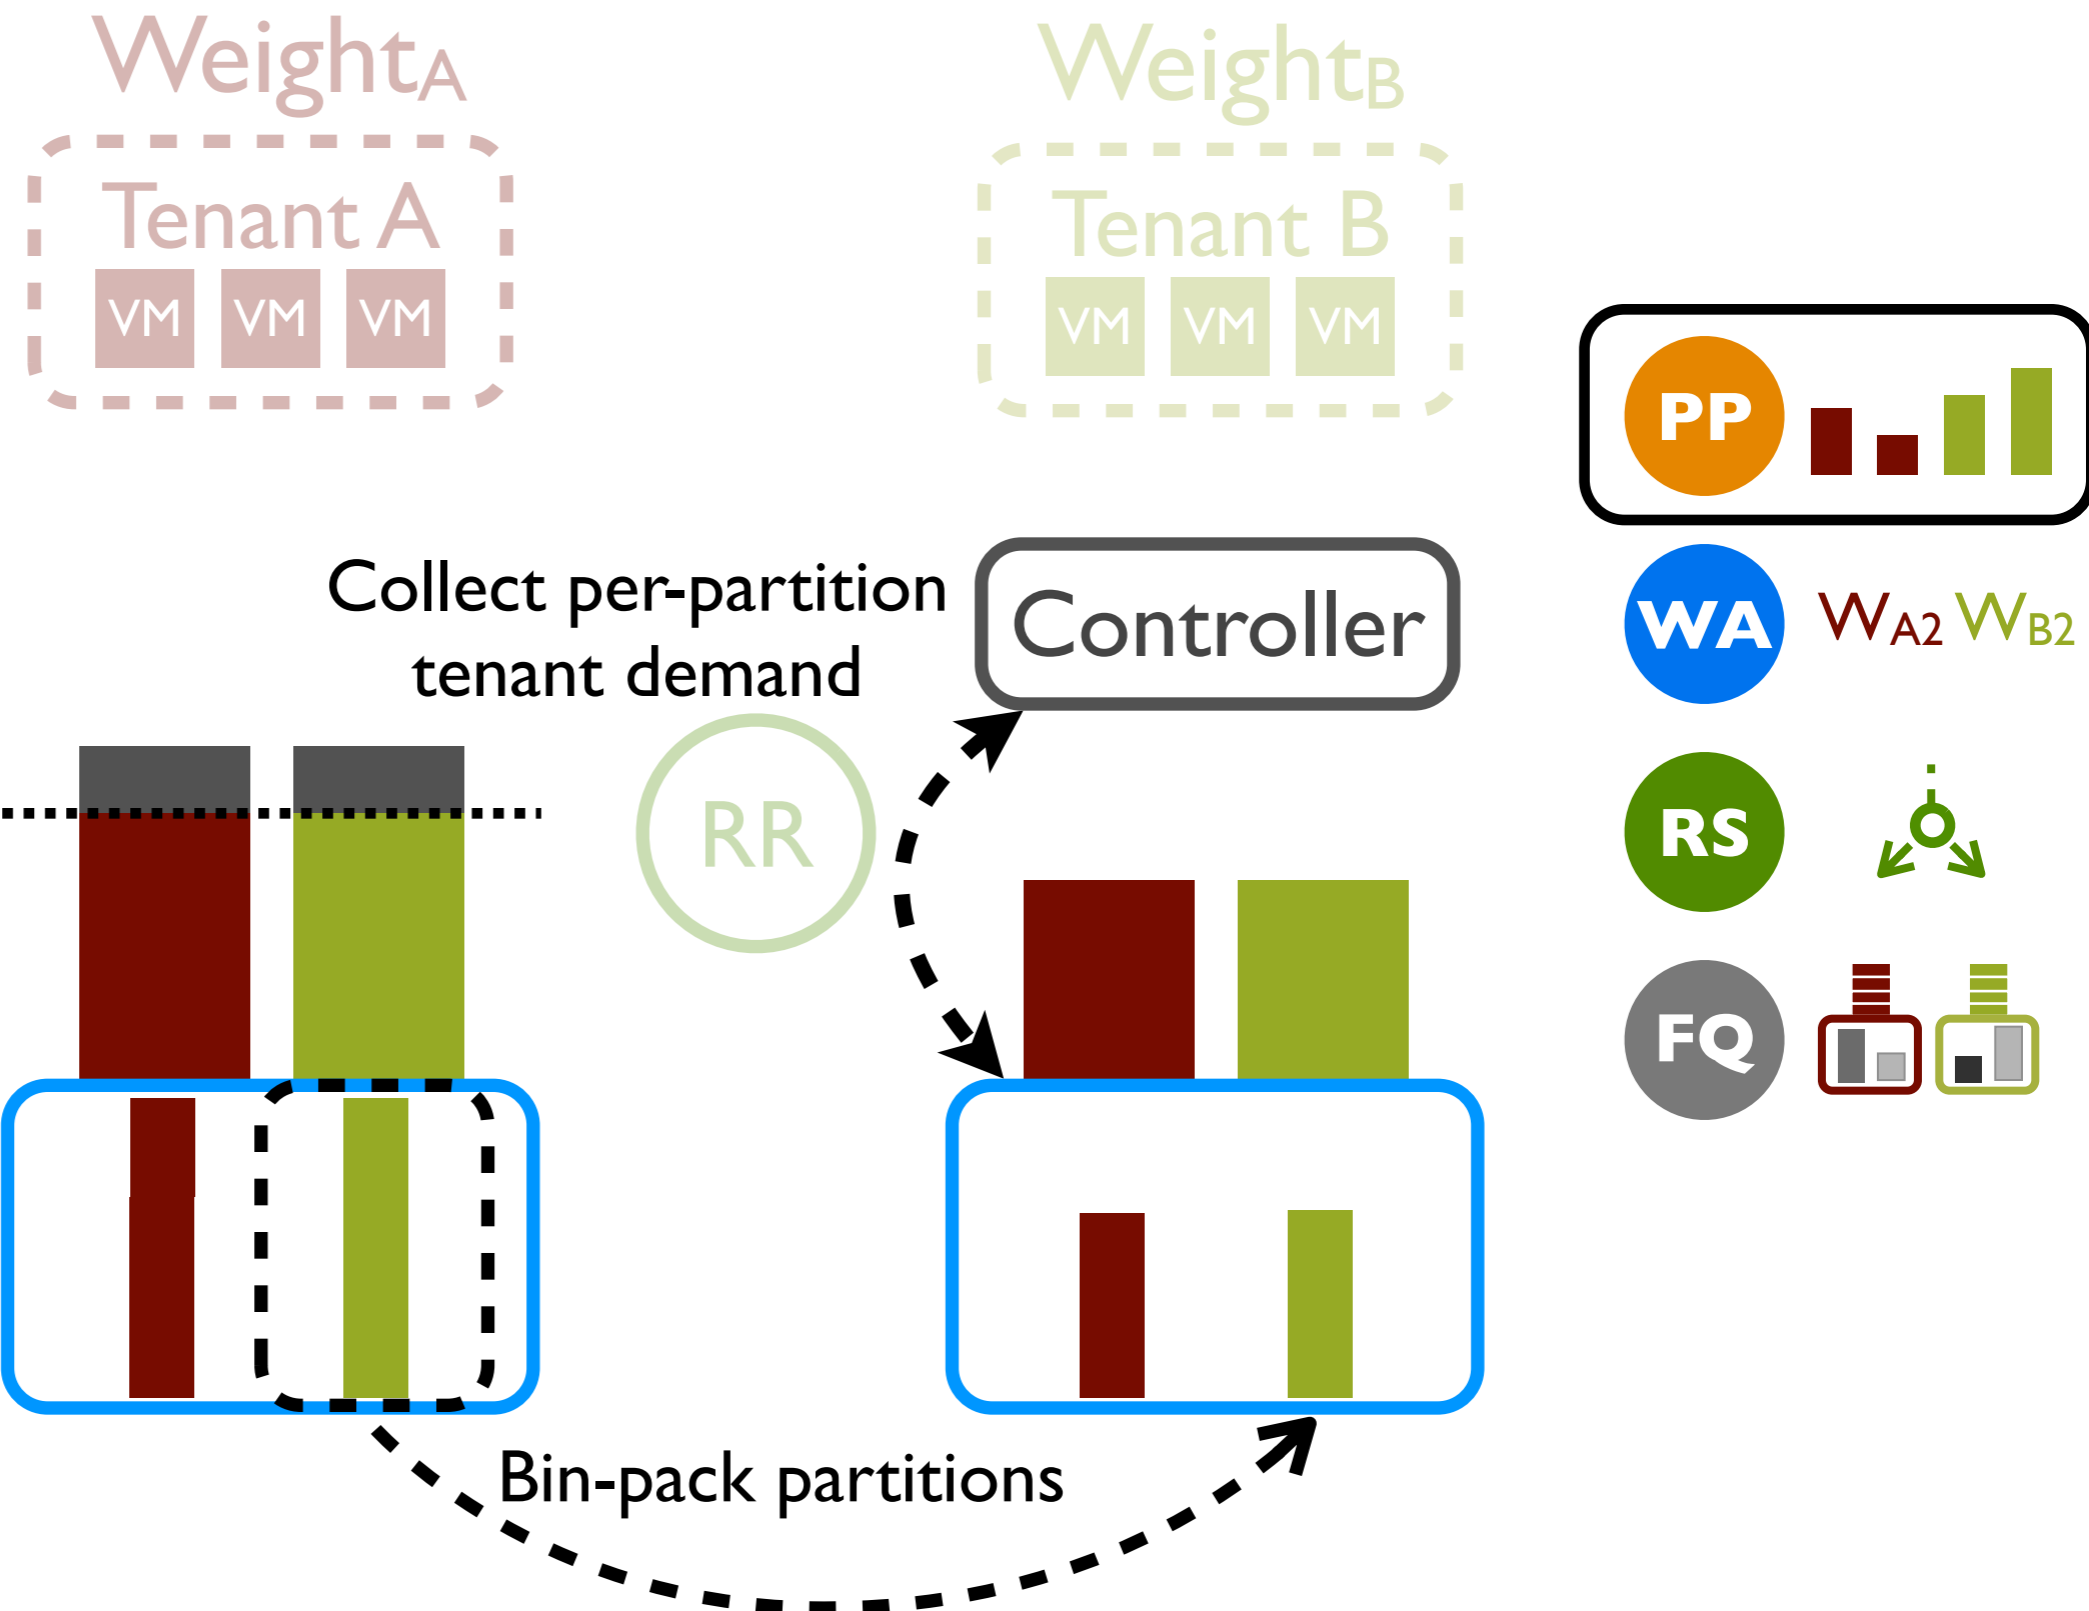 WeightA
WeightB
Tenant A
VM VM VM
Tenant B
VM VM VM
PP
Collect per-partition
tenant demand
Controller
WA
WA2 WB2
RR
RS
FQ
Bin-pack partitions